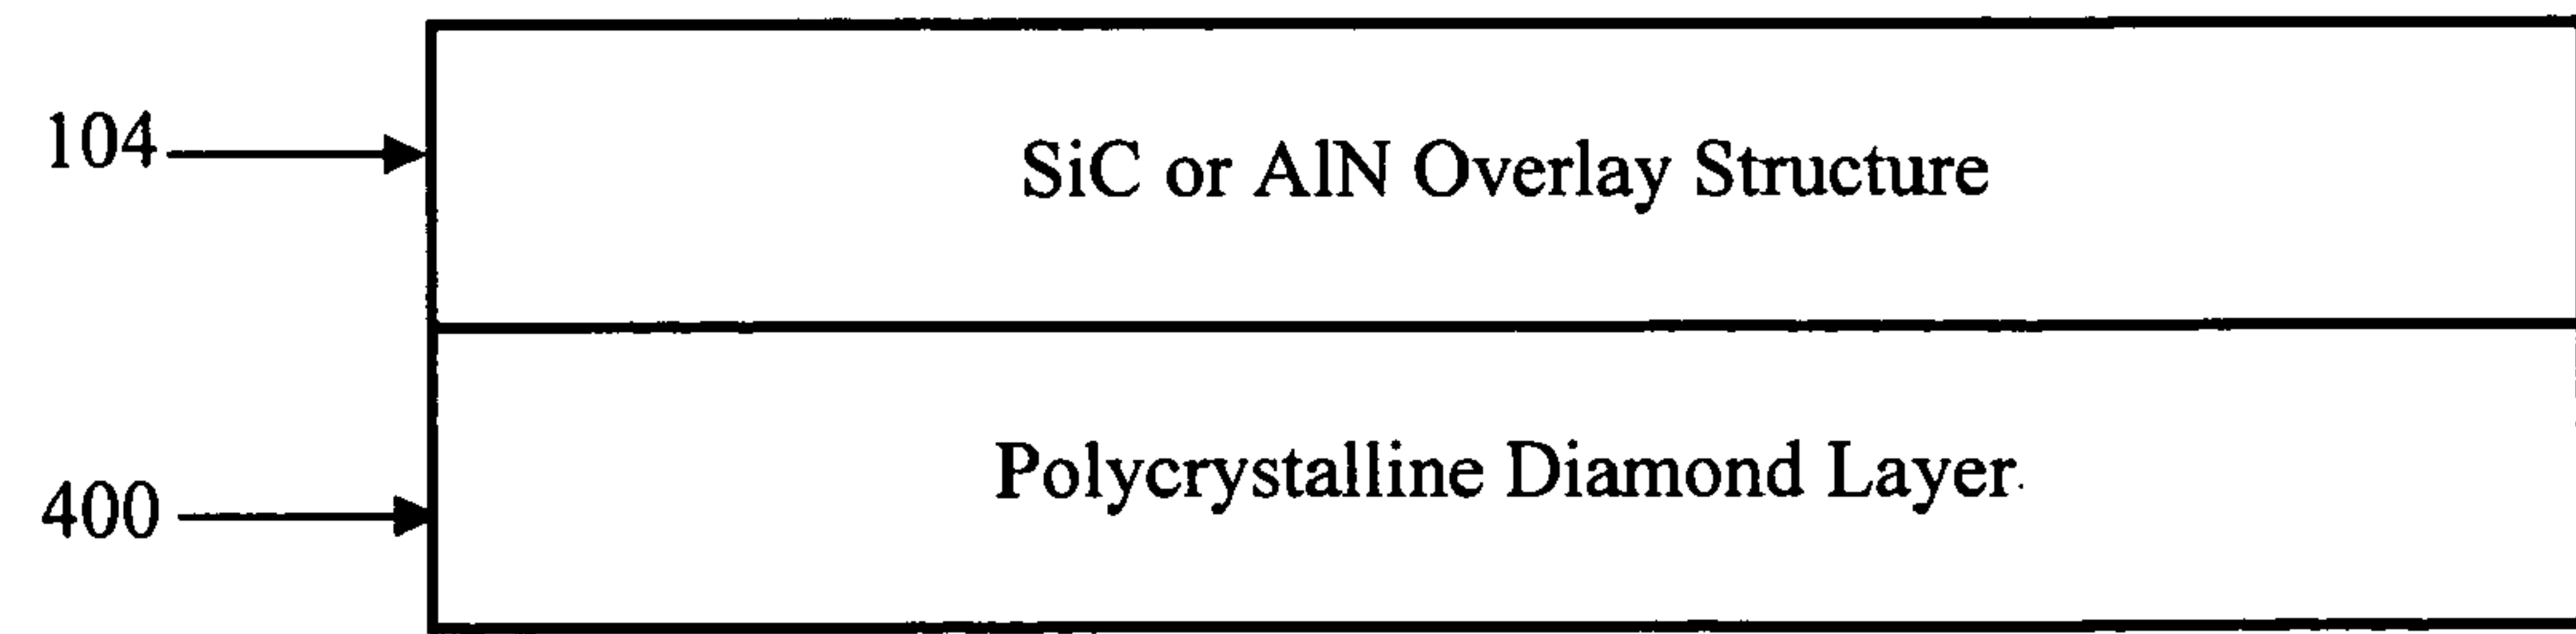 104
SiC or AlN Overlay Structure
Polycrystalline Diamond Layer
400